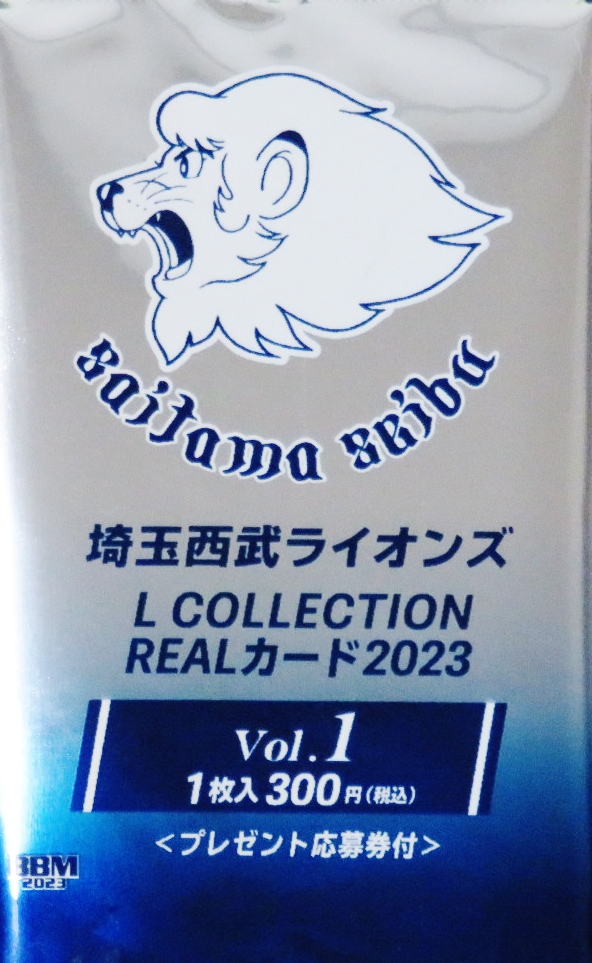 saitama seibu
埼玉西武ライオンズ
L COLLECTION
REALカード2023
Vol.1
1枚入300円(税込)
<プレゼント応募券付>
BBM
2023